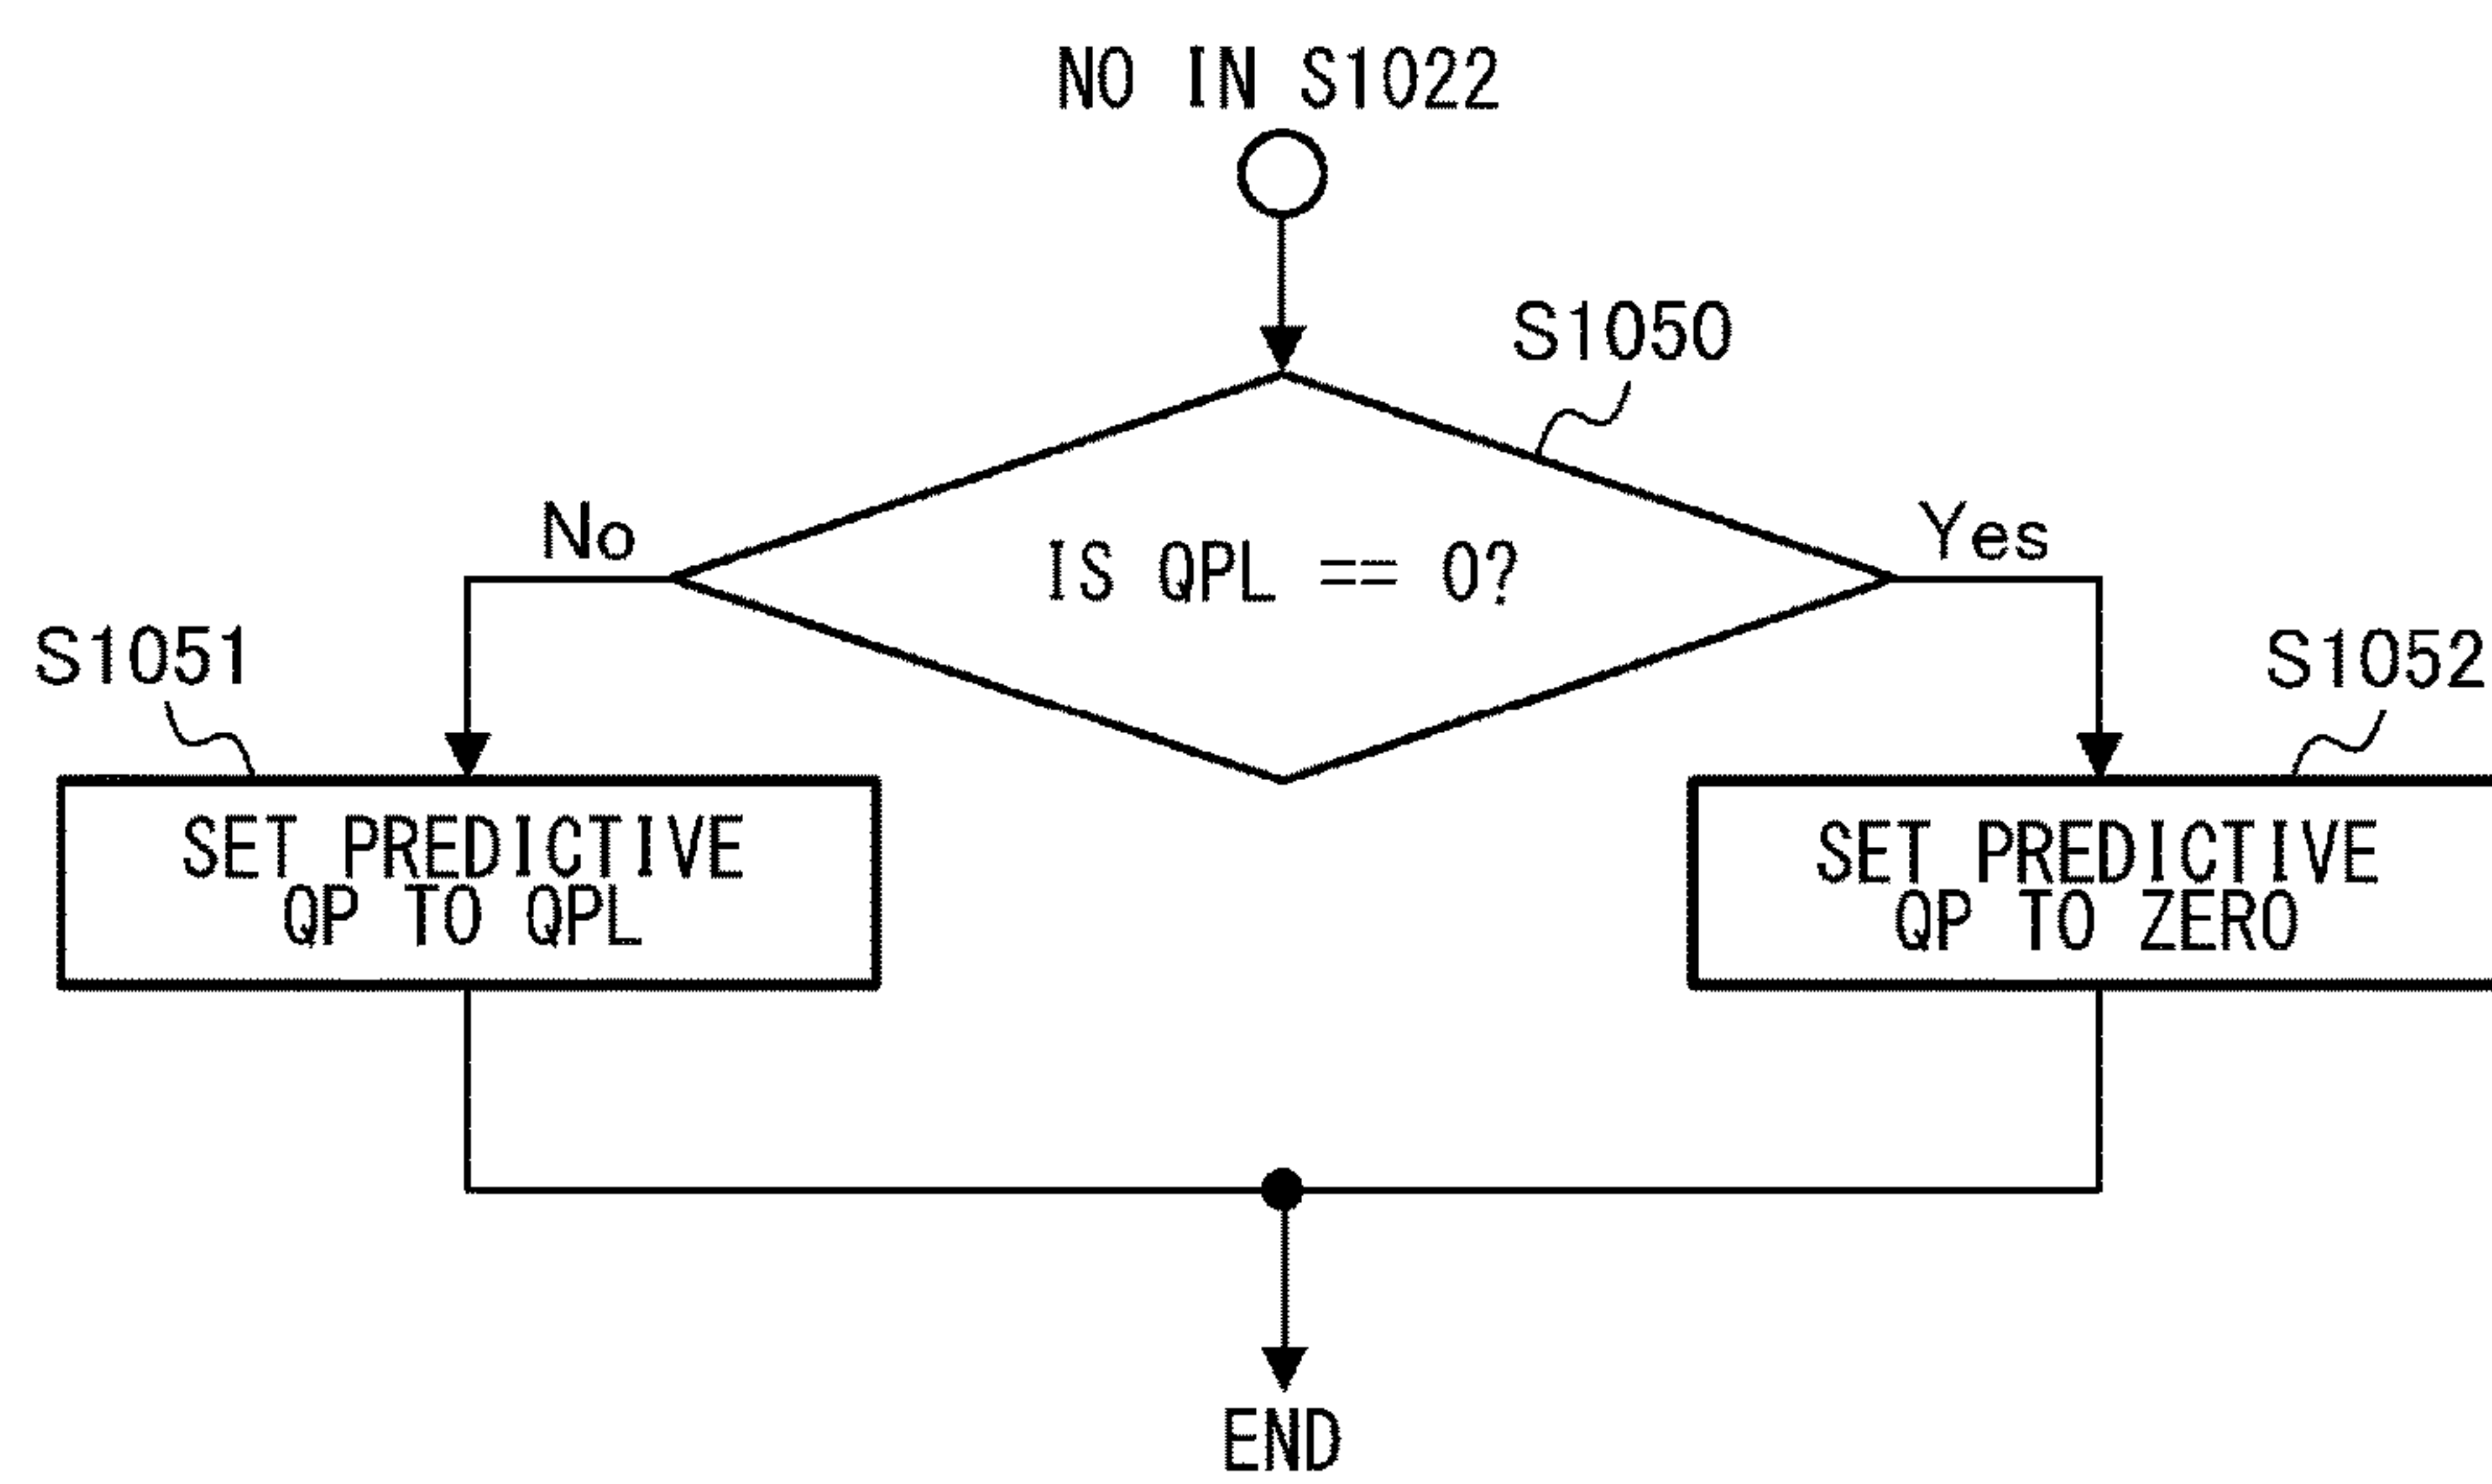 NO IN S1022
S1050
No
IS QPL == 0?
Yes
S1051
S1052
SET PREDICTIVE
QP TO QPL
SET PREDICTIVE
QP TO ZERO
END